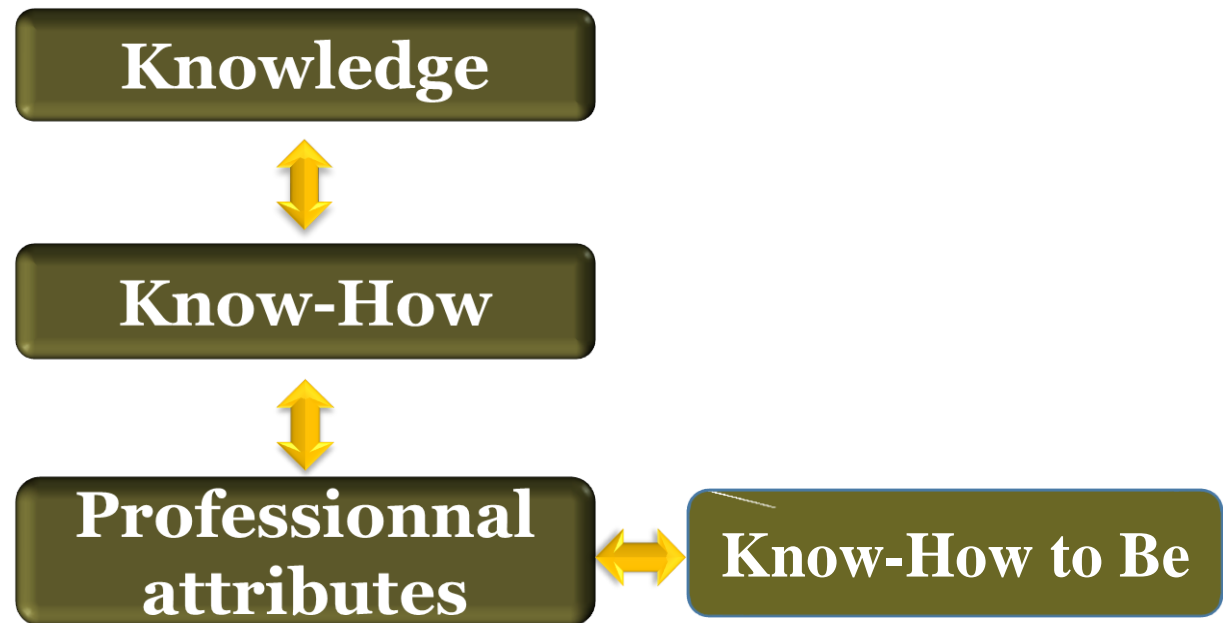 Knowledge
Know-How
Professionnal
attributes
Know-How to Be